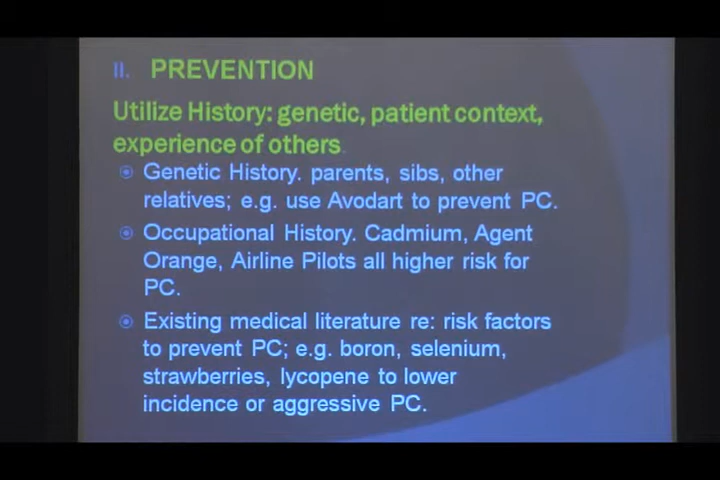 II. PREVENTION
Utilize History: genetic, patient context,
experience of others
Genetic History. parents, sibs, other
relatives; e.g. use Avodart to prevent PC.
Occupational History. Cadmium, Agent
Orange, Airline Pilots all higher risk for
PC.
Existing medical literature re: risk factors
to prevent PC; e.g. boron, selenium,
strawberries, lycopene to lower
incidence or aggressive PC.